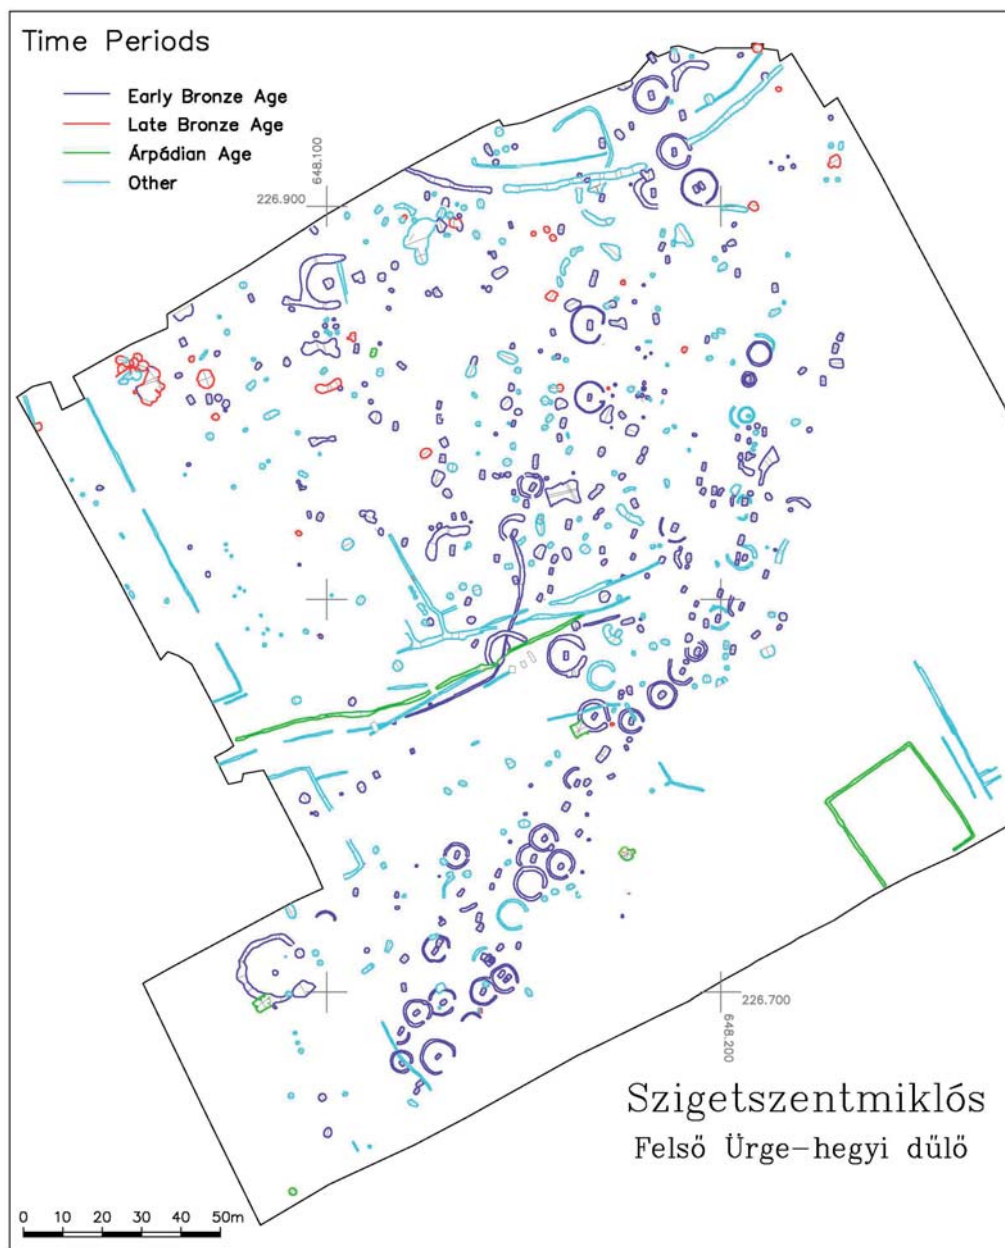 Time Periods
Early Bronze Age
Late Bronze Age
Árpádian Age
Other
648.100
226.900
226.700
648.200
Szigetszentmiklós
Felső Ürge-hegyi dűlő
0 10 20 30 40 50m